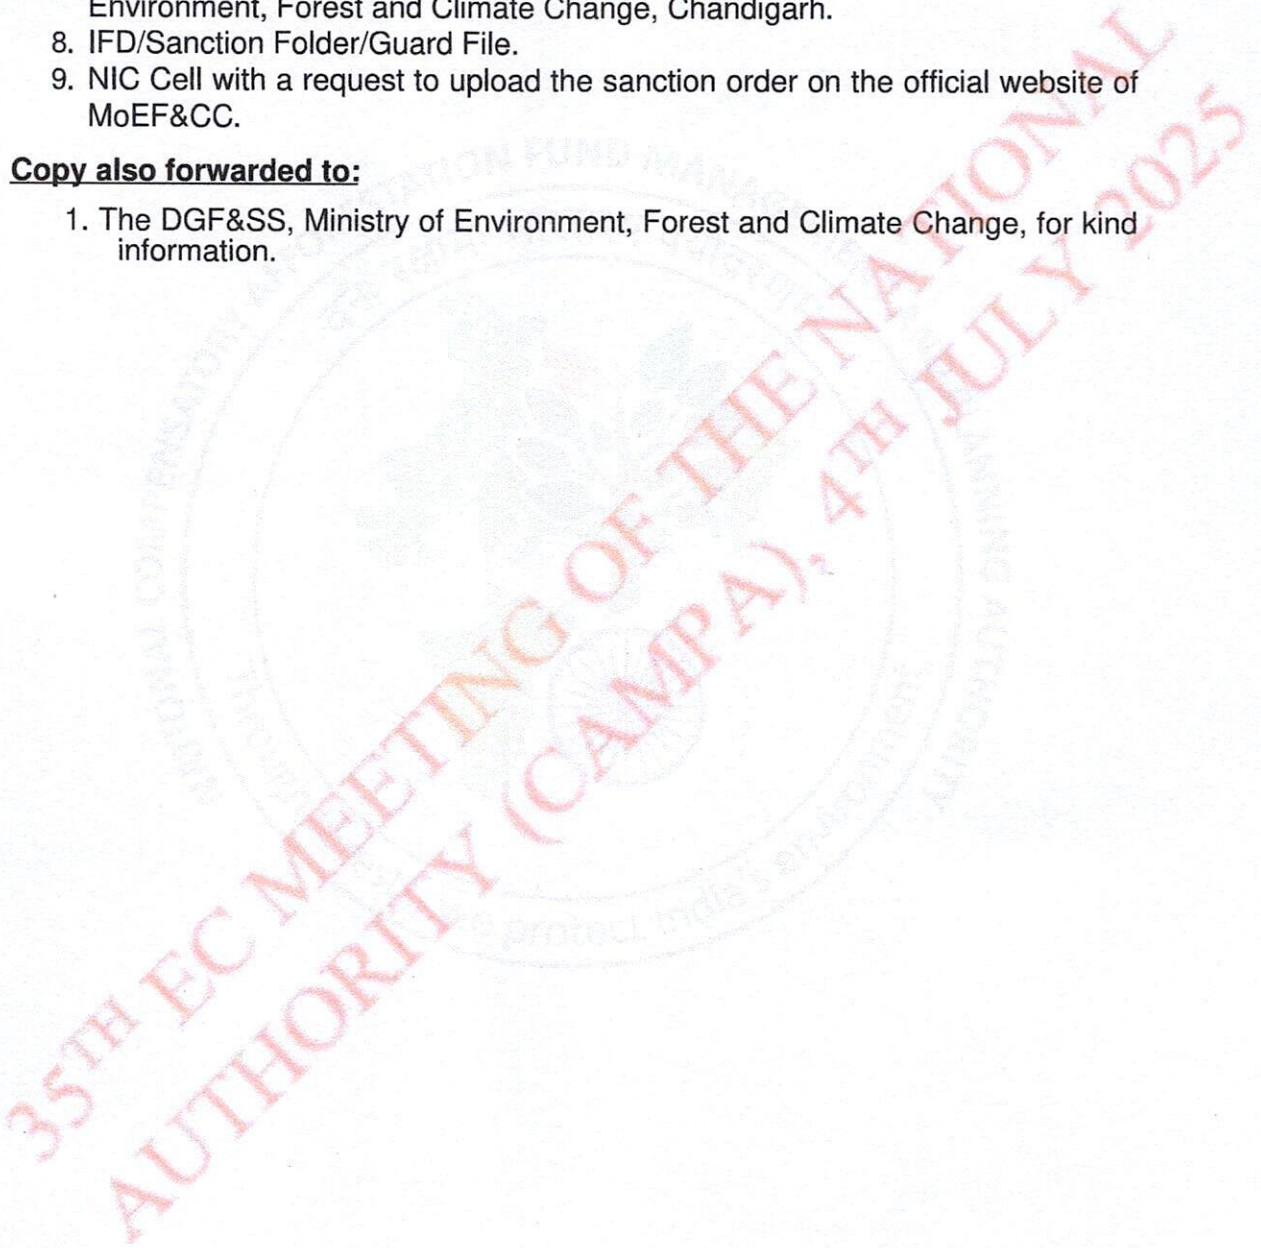 Environment, Forest and Climate Change, Chandigarh.
8. IFD/Sanction Folder/Guard File.
9. NIC Cell with a request to upload the sanction order on the official website of
MoEF&CC.
Copy also forwarded to:
1. The DGF&SS, Ministry of Environment, Forest and Climate Change, for kind
information.
35TH EC MEETING OF THE NATIONAL
AUTHORITY (CAMPA), 4TH JULY 2025